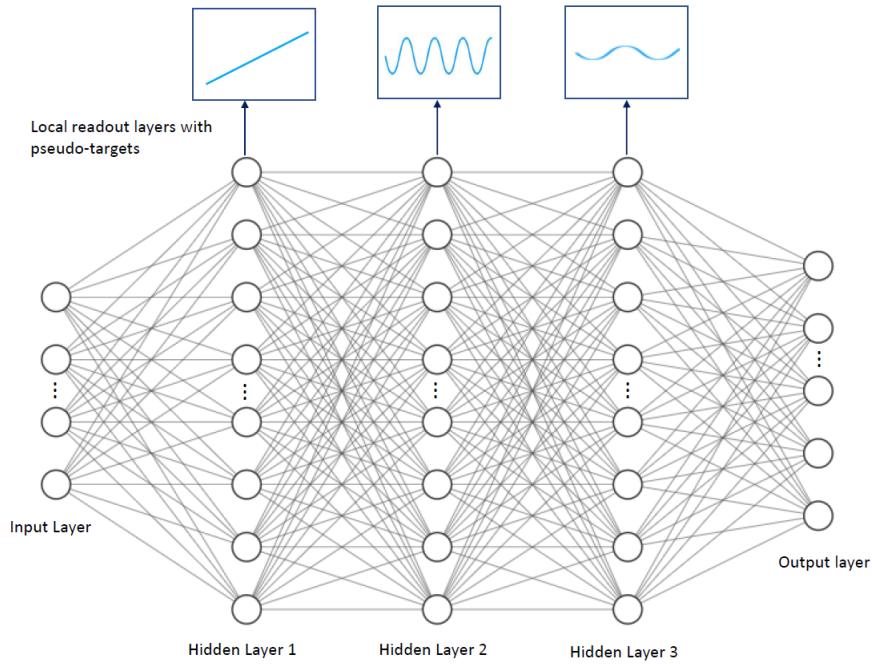 Local readout layers with
pseudo-targets
Input Layer
Output layer
Hidden Layer 1
Hidden Layer 2
Hidden Layer 3